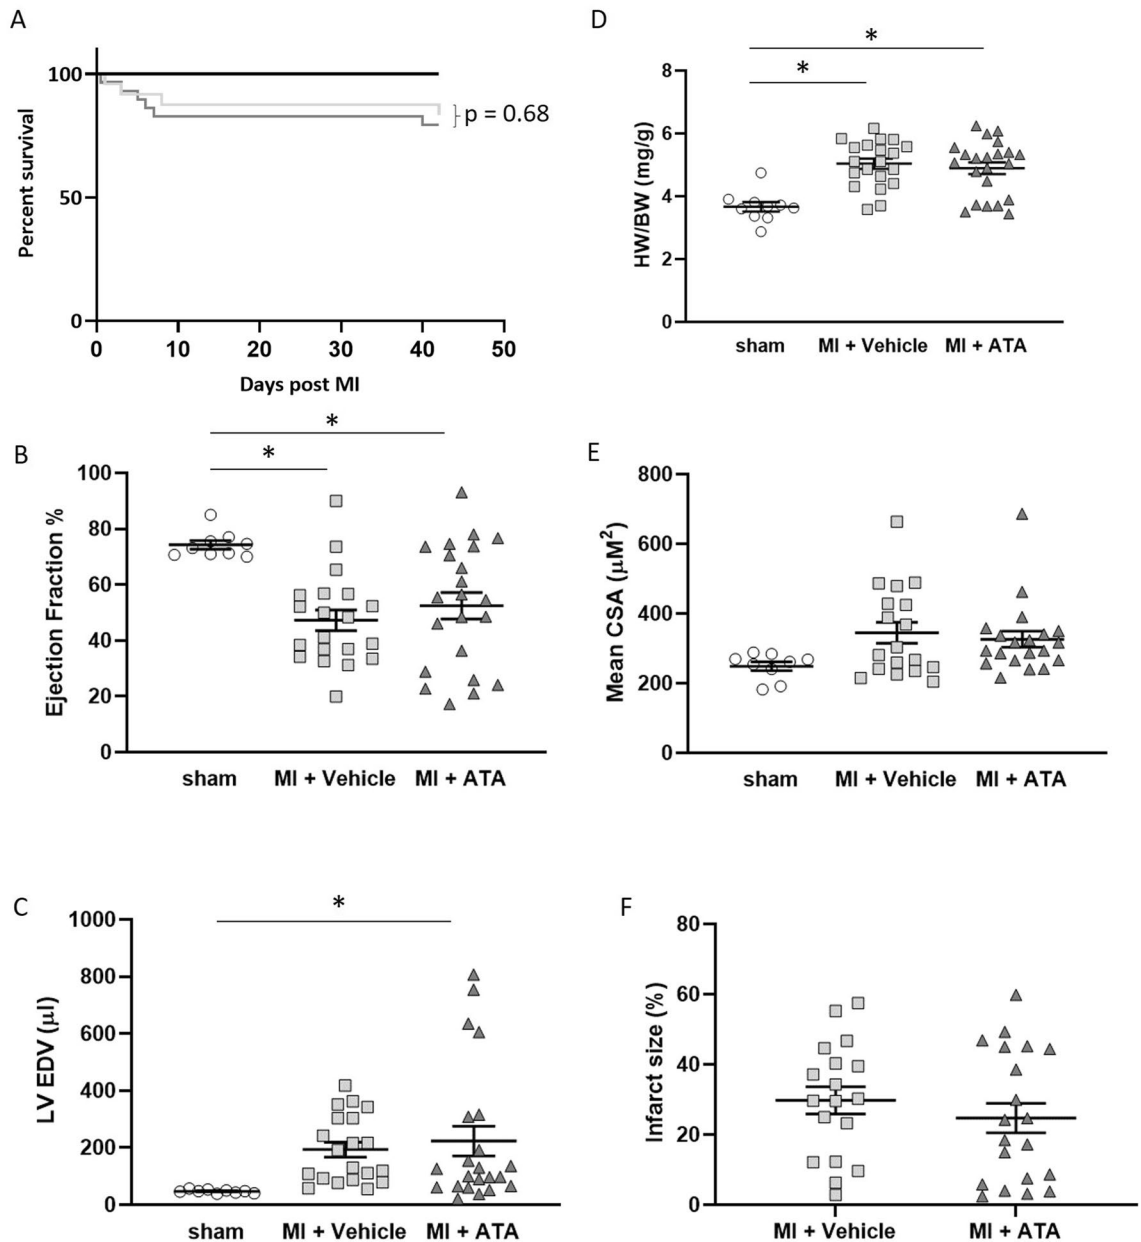 A
Percent survival
100
50
0
0 10 20 30 40 50
Days post MI
p = 0.68
B
* 
*
Ejection Fraction %
100
80
60
40
20
0
sham MI + Vehicle MI + ATA
C
*
LV EDV (µl)
1000
800
600
400
200
0
sham MI + Vehicle MI + ATA
D
*
*
HW/BW (mg/g)
8
6
4
2
0
sham MI + Vehicle MI + ATA
E
Mean CSA (µM²)
800
600
400
200
0
sham MI + Vehicle MI + ATA
F
Infarct size (%)
80
60
40
20
0
MI + Vehicle MI + ATA